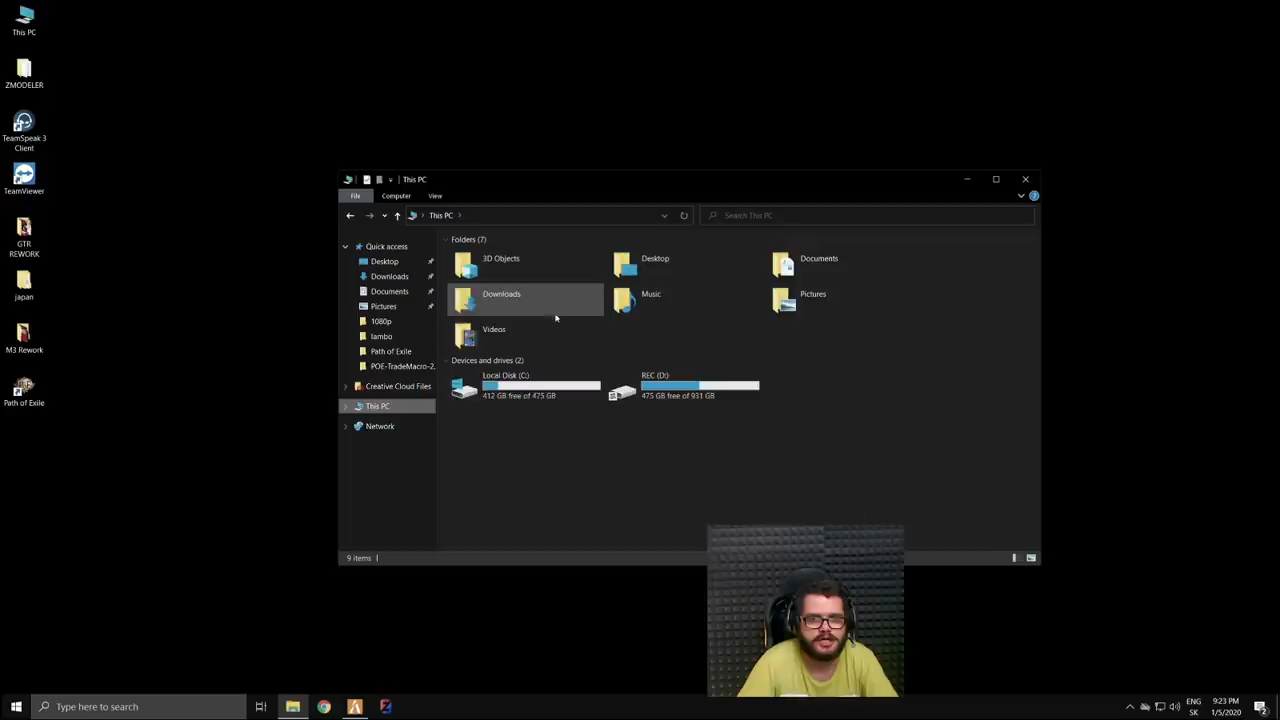 This PC
ZMODELER
TeamSpeak 3
Client
TeamViewer
GTR
REWORK
japan
M3 Rework
Path of Exile
This PC
File
Computer
View
This PC
Search This PC
Quick access
Desktop
Downloads
Documents
Pictures
1080p
lambo
Path of Exile
POE-TradeMacro-2.
Creative Cloud Files
This PC
Network
Folders (7)
3D Objects
Desktop
Documents
Downloads
Music
Pictures
Videos
Devices and drives (2)
Local Disk (C:)
412 GB free of 475 GB
REC (D:)
475 GB free of 931 GB
9 items
Type here to search
ENG
SK
9:23 PM
1/5/2020
2